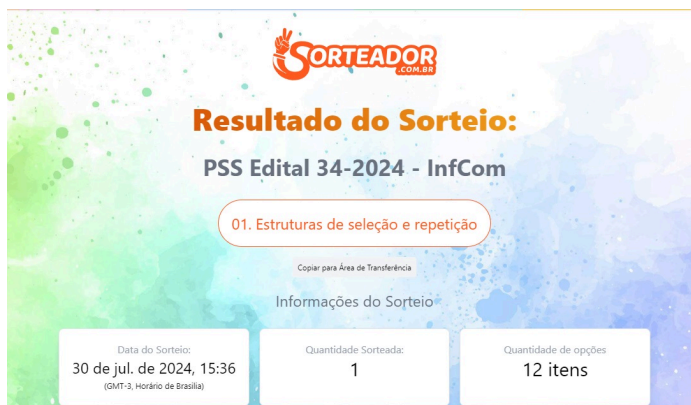 SORTEADOR
.COM.BR
Resultado do Sorteio:
PSS Edital 34-2024 - InfCom
01. Estruturas de seleção e repetição
Copiar para Área de Transferência
Informações do Sorteio
Data do Sorteio:
30 de jul. de 2024, 15:36
(GMT-3, Horário de Brasília)
Quantidade Sorteada:
1
Quantidade de opções
12 itens